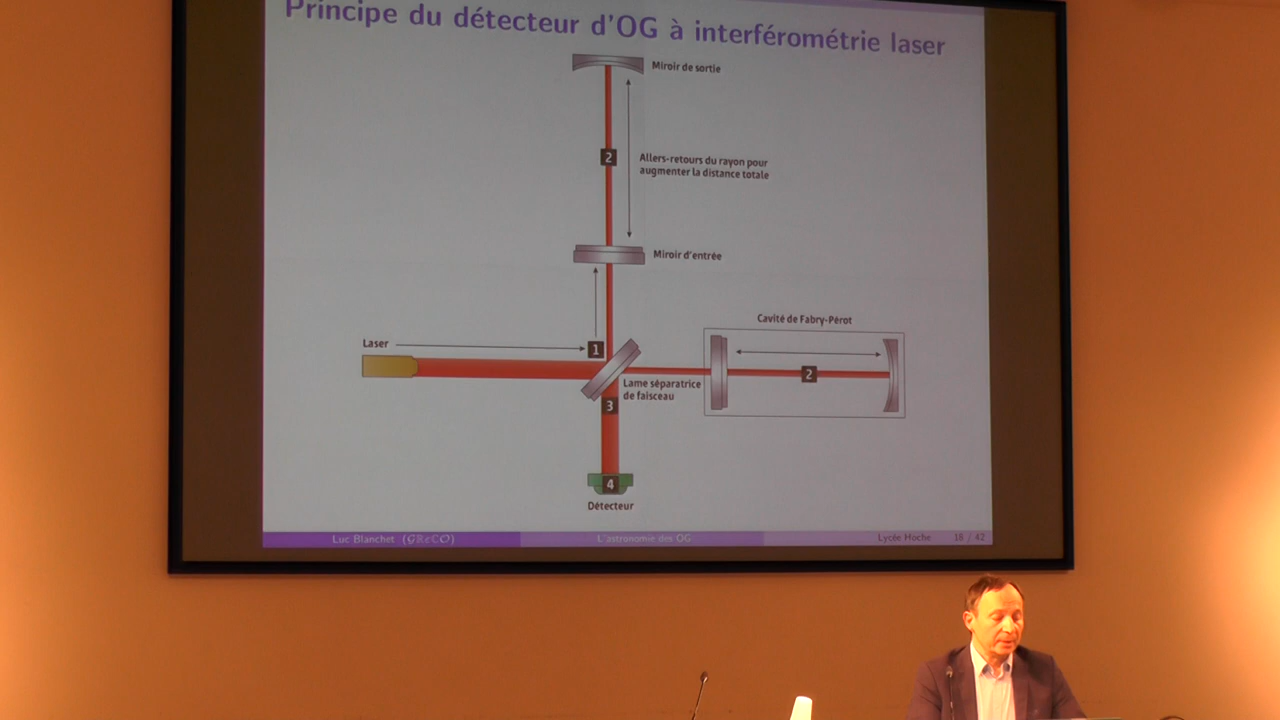 Principe du détecteur d'OG à interférométrie laser
Miroir de sortie
2
Allers-retours du rayon pour
augmenter la distance totale
Miroir d'entrée
Cavité de Fabry-Pérot
Laser
1
2
Lame séparatrice
de faisceau
3
4
Détecteur
Luc Blanchet (GReCO) L'astronomie des OG Lycée Hoche 18 / 42